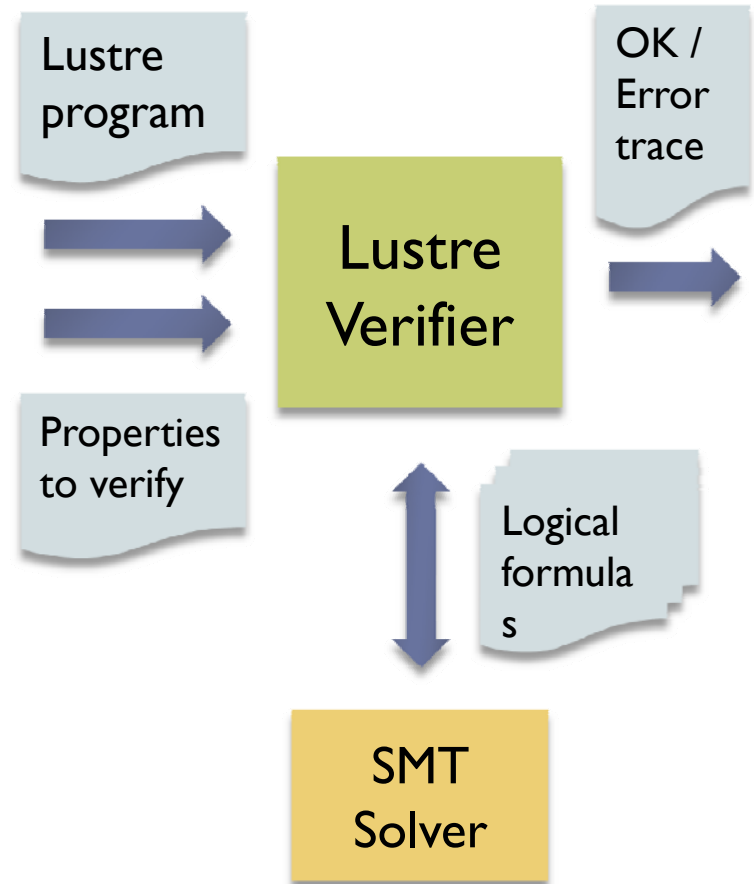 Lustre
program
OK /
Error
trace
Lustre
Verifier
Properties
to verify
Logical
formula
s
SMT
Solver